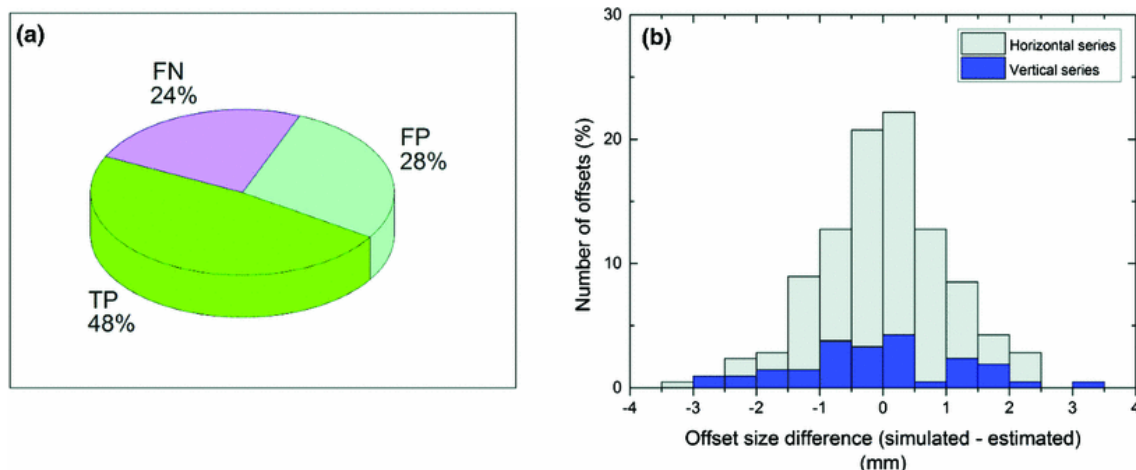 (a)
FN
24%
FP
28%
TP
48%
(b)
Horizontal series
Vertical series
Number of offsets (%)
30
20
10
0
-4
-3
-2
-1
0
1
2
3
4
Offset size difference (simulated - estimated)
(mm)